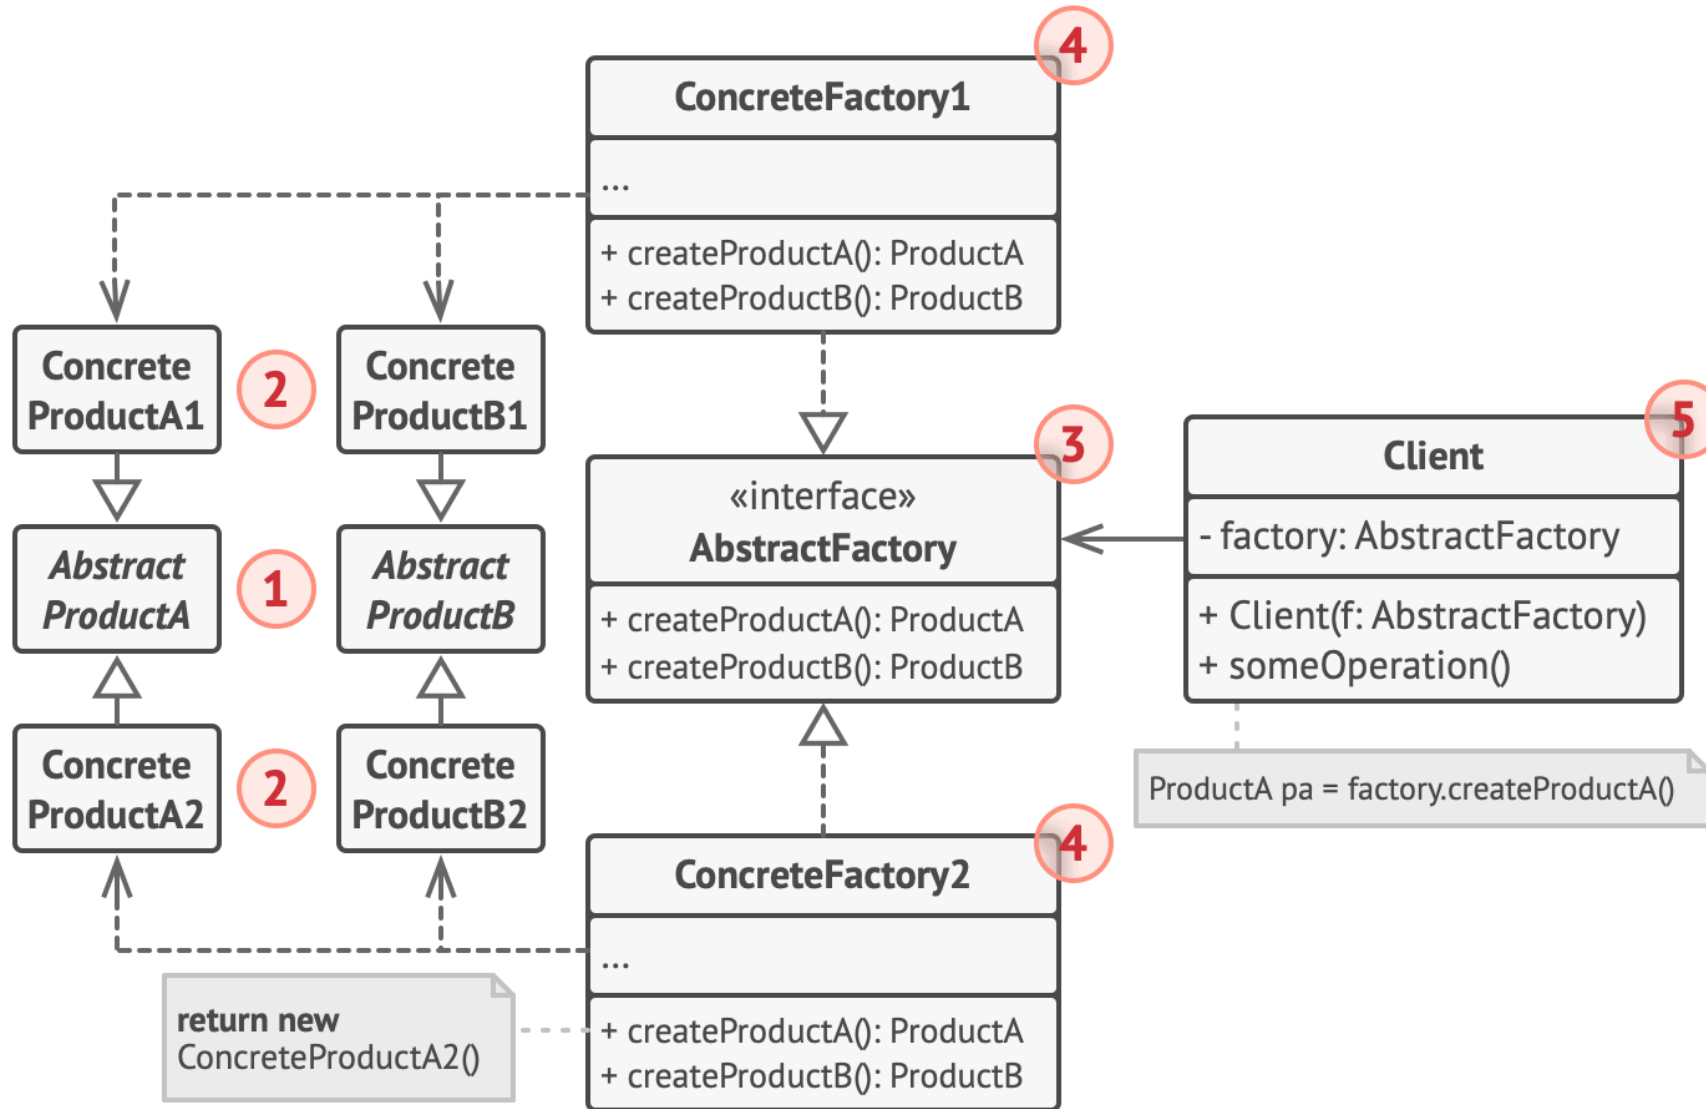 4
ConcreteFactory1
...
+ createProductA(): ProductA
+ createProductB(): ProductB
Concrete
ProductA1
2
Concrete
ProductB1
Abstract
ProductA
1
Abstract
ProductB
Concrete
ProductA2
2
Concrete
ProductB2
3
«interface»
AbstractFactory
+ createProductA(): ProductA
+ createProductB(): ProductB
5
Client
- factory: AbstractFactory
+ Client(f: AbstractFactory)
+ someOperation()
ProductA pa = factory.createProductA()
4
ConcreteFactory2
...
+ createProductA(): ProductA
+ createProductB(): ProductB
return new
ConcreteProductA2()